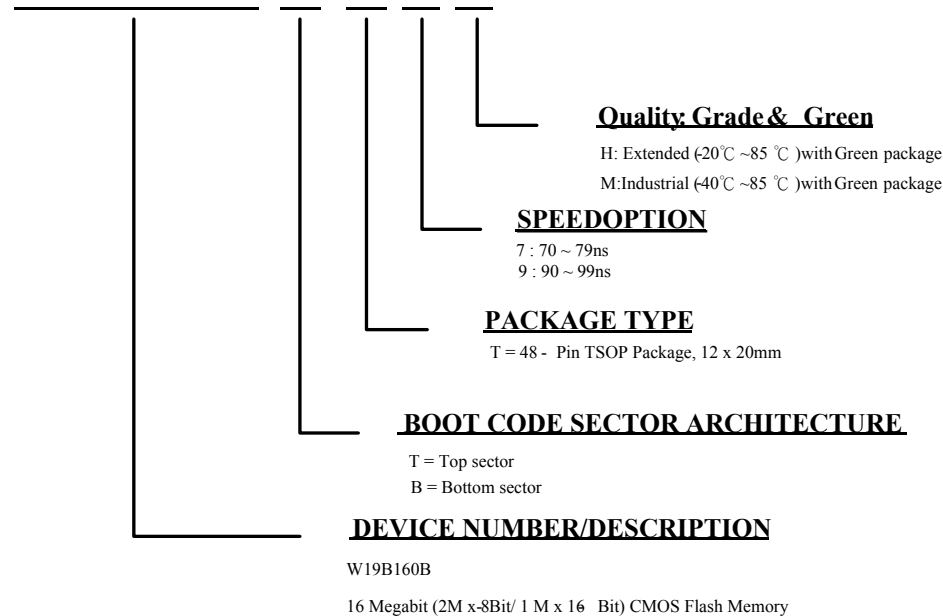 Quality: Grade & Green
H: Extended (-20℃ ~85 ℃ )with Green package
M:Industrial (-40℃ ~85 ℃ )with Green package
SPEEDOPTION
7 : 70 ~ 79ns
9 : 90 ~ 99ns
PACKAGE TYPE
T = 48 - Pin TSOP Package, 12 x 20mm
BOOT CODE SECTOR ARCHITECTURE
T = Top sector
B = Bottom sector
DEVICE NUMBER/DESCRIPTION
W19B160B
16 Megabit (2M x-8Bit/ 1 M x 16 Bit) CMOS Flash Memory